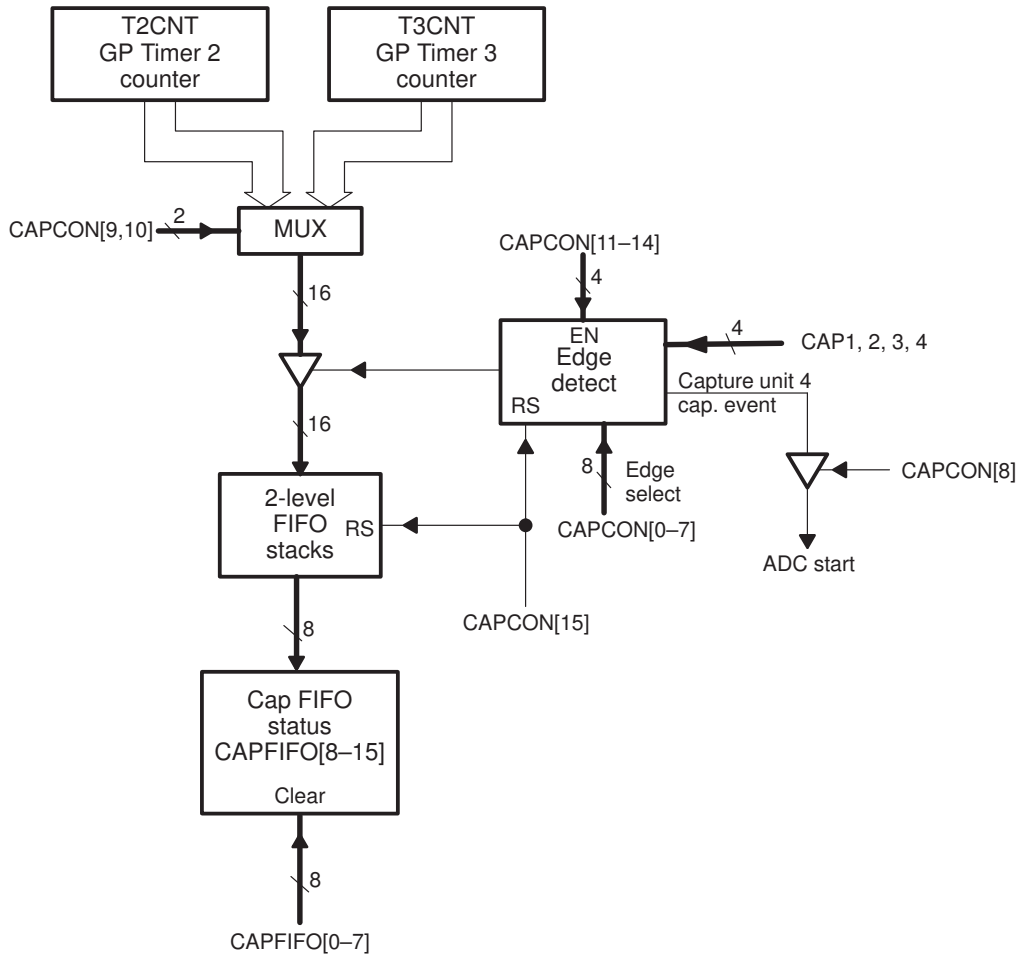 T2CNT
GP Timer 2
counter
T3CNT
GP Timer 3
counter
CAPCON[9,10]
2
MUX
CAPCON[11–14]
16
4
EN
Edge
detect
RS
4
CAP1, 2, 3, 4
Capture unit 4
cap. event
16
8
Edge
select
CAPCON[8]
2-level
FIFO
stacks
RS
CAPCON[0–7]
ADC start
CAPCON[15]
8
Cap FIFO
status
CAPFIFO[8–15]
Clear
8
CAPFIFO[0–7]